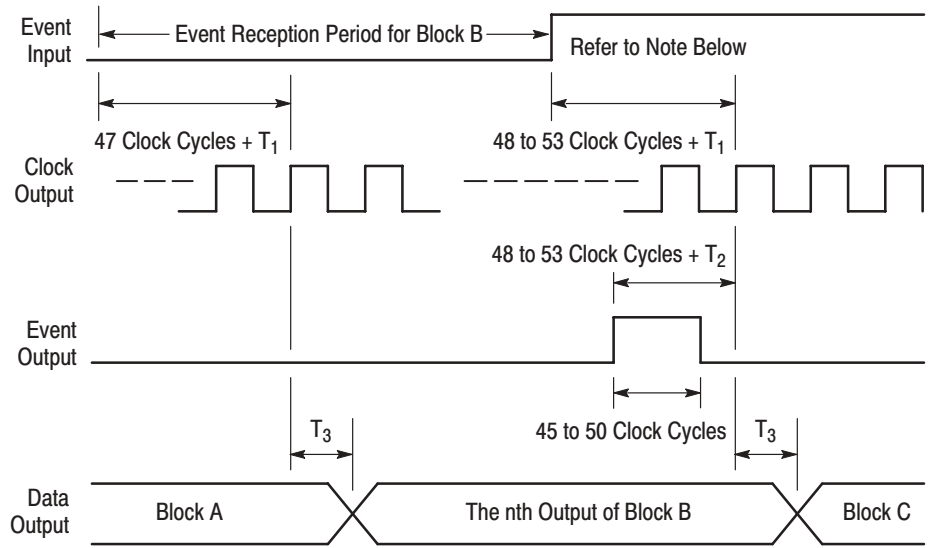 Event
Input
Event Reception Period for Block B
Refer to Note Below
47 Clock Cycles + T1
48 to 53 Clock Cycles + T1
Clock
Output
48 to 53 Clock Cycles + T2
Event
Output
45 to 50 Clock Cycles
T3
T3
Data
Output
Block A
The nth Output of Block B
Block C